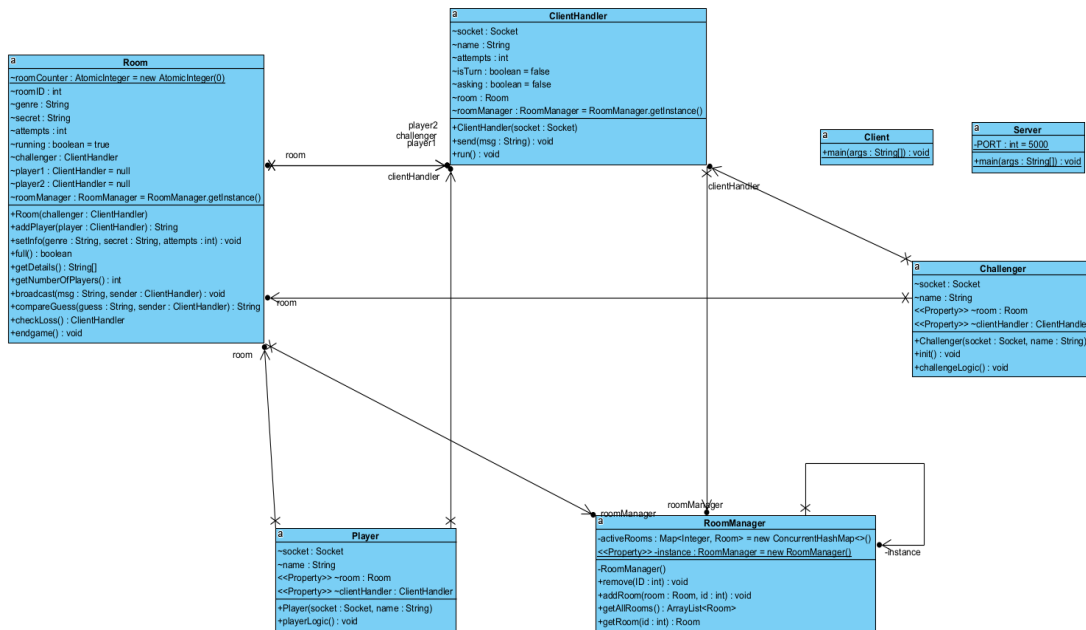 a
ClientHandler
~socket : Socket
~name : String
~attempts : int
~isTurn : boolean = false
~asking : boolean = false
~room : Room
~roomManager : RoomManager = RoomManager.getInstance()
+ClientHandler(socket : Socket)
+send(msg : String) : void
+run() : void
a
Room
~roomCounter : AtomicInteger = new AtomicInteger(0)
~roomID : int
~genre : String
~secret : String
~attempts : int
~running : boolean = true
~challenger : ClientHandler
~player1 : ClientHandler = null
~player2 : ClientHandler = null
~roomManager : RoomManager = RoomManager.getInstance()
+Room(challenger : ClientHandler)
+addPlayer(player : ClientHandler) : String
+setInfo(genre : String, secret : String, attempts : int) : void
+full() : boolean
+getDetails() : String[]
+getNumberOfPlayers() : int
+broadcast(msg : String, sender : ClientHandler) : void
+compareGuess(guess : String, sender : ClientHandler) : String
+checkLoss() : ClientHandler
+endgame() : void
player2
challenger
player1
room
clientHandler
a
Client
+main(args : String[]) : void
a
Server
-PORT : int = 5000
+main(args : String[]) : void
clientHandler
a
Challenger
~socket : Socket
~name : String
<<Property>> ~room : Room
<<Property>> ~clientHandler : ClientHandler
+Challenger(socket : Socket, name : String)
+init() : void
+challengeLogic() : void
room
room
roomManager
roomManager
a
Player
~socket : Socket
~name : String
<<Property>> ~room : Room
<<Property>> ~clientHandler : ClientHandler
+Player(socket : Socket, name : String)
+playerLogic() : void
a
RoomManager
-activeRooms : Map<Integer, Room> = new ConcurrentHashMap<>()
<<Property>> -instance : RoomManager = new RoomManager()
-RoomManager()
+remove(ID : int) : void
+addRoom(room : Room, id : int) : void
+getAllRooms() : ArrayList<Room>
+getRoom(id : int) : Room
-instance